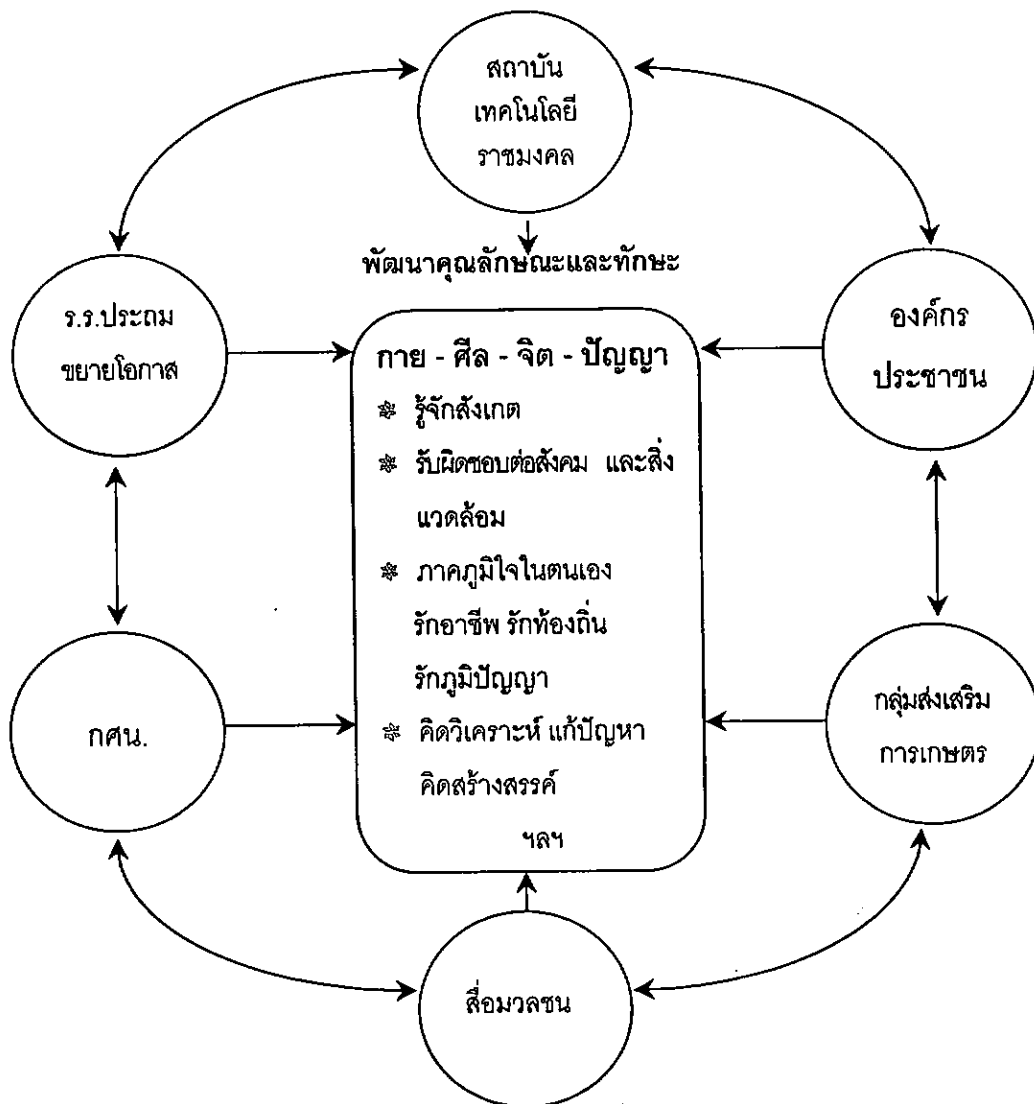 สถาบัน
เทคโนโลยี
ราชมงคล
พัฒนาคุณลักษณะและทักษะ
ร.ร.ประถม
ขยายโอกาส
องค์กร
ประชาชน
กาย - ศีล - จิต - ปัญญา
รู้จักสังเกต
รับผิดชอบต่อสังคม และสิ่ง
แวดล้อม
ภาคภูมิใจในตนเอง
รักอาชีพ รักท้องถิ่น
รักภูมิปัญญา
คิดวิเคราะห์ แก้ปัญหา
คิดสร้างสรรค์
ฯลฯ
กศน.
กลุ่มส่งเสริม
การเกษตร
สื่อมวลชน